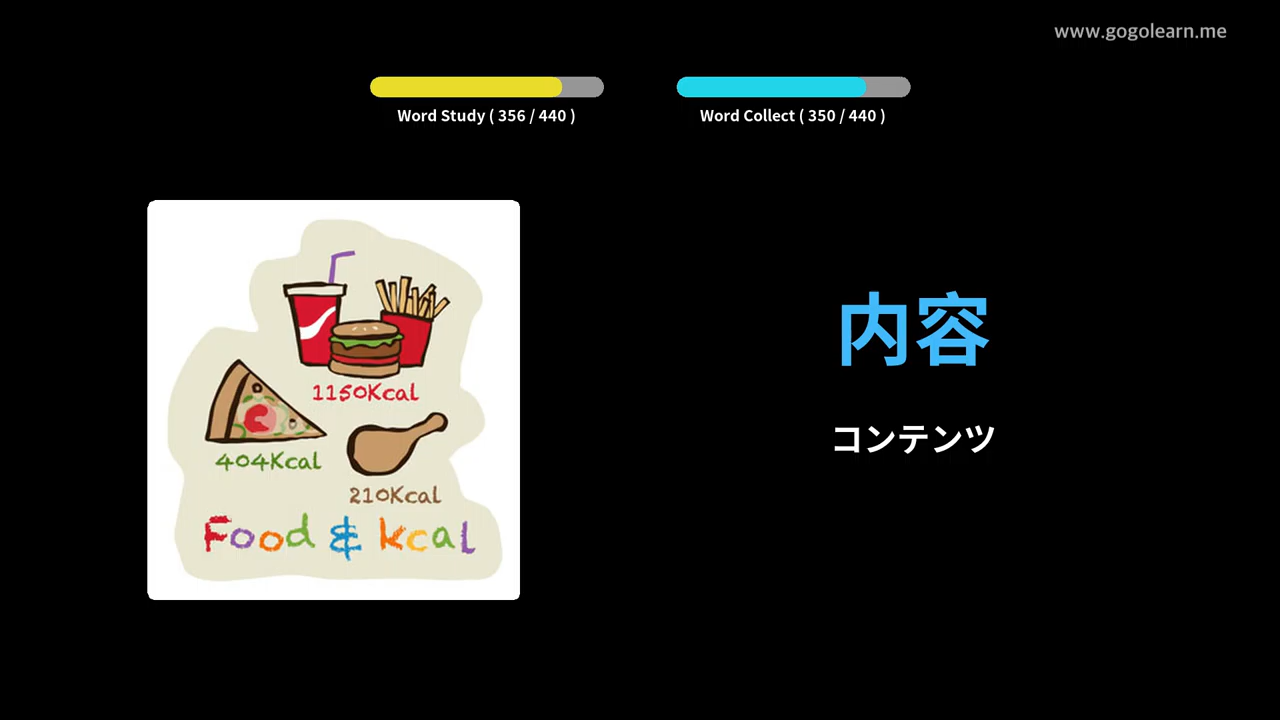 www.gogolearn.me
Word Study ( 356 / 440 )
Word Collect ( 350 / 440 )
1150Kcal
404Kcal
210Kcal
Food & kcal
内容
コンテンツ